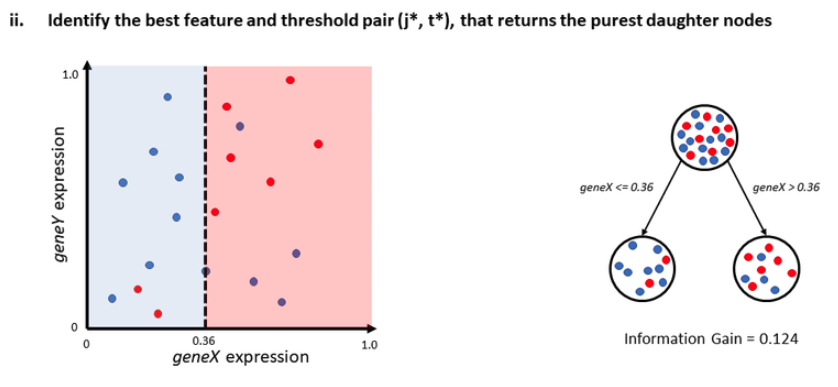 ii. Identify the best feature and threshold pair (j*, t*), that returns the purest daughter nodes
1.0
geneY expression
0
0
0.36
1.0
geneX expression
geneX <= 0.36
geneX > 0.36
Information Gain = 0.124